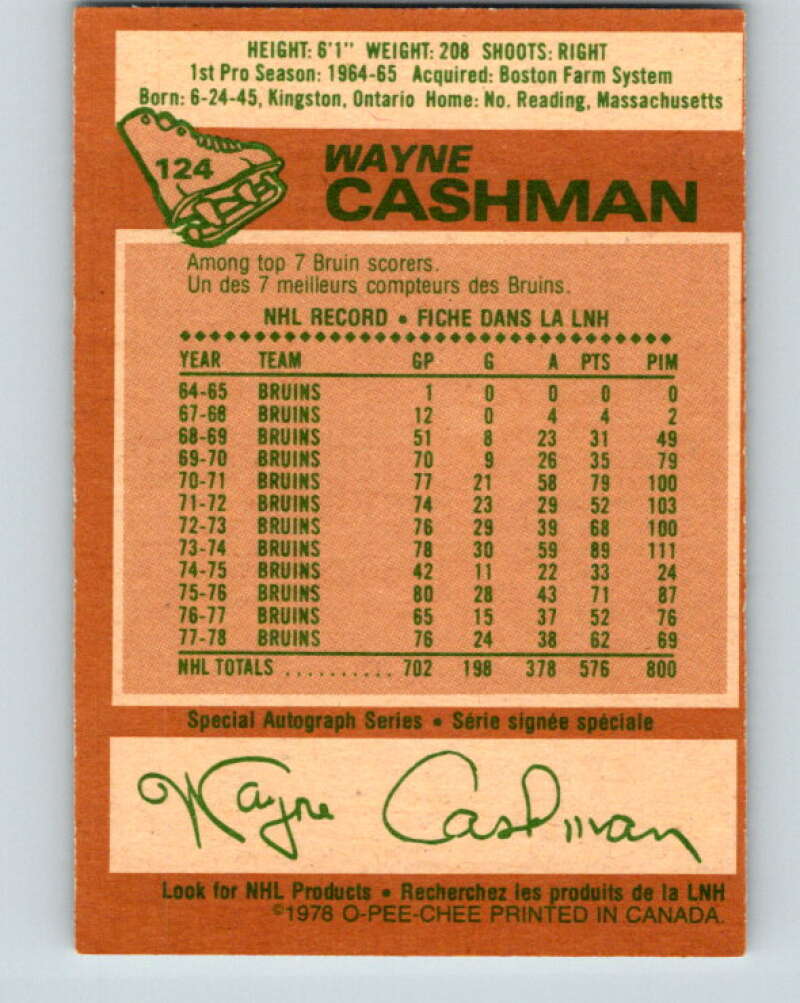 HEIGHT: 6'1" WEIGHT: 208 SHOOTS: RIGHT
1st Pro Season: 1964-65 Acquired: Boston Farm System
Born: 6-24-45, Kingston, Ontario Home: No. Reading, Massachusetts
124
WAYNE
CASHMAN
Among top 7 Bruin scorers.
Un des 7 meilleurs compteurs des Bruins.
NHL RECORD • FICHE DANS LA LNH
YEAR TEAM GP G A PTS PIM
64-65 BRUINS 1 0 0 0 0
67-68 BRUINS 12 0 4 4 2
68-69 BRUINS 51 8 23 31 49
69-70 BRUINS 70 9 26 35 79
70-71 BRUINS 77 21 58 79 100
71-72 BRUINS 74 23 29 52 103
72-73 BRUINS 76 29 39 68 100
73-74 BRUINS 78 30 59 89 111
74-75 BRUINS 42 11 22 33 24
75-76 BRUINS 80 28 43 71 87
76-77 BRUINS 65 15 37 52 76
77-78 BRUINS 76 24 38 62 69
NHL TOTALS .......... 702 198 378 576 800
Special Autograph Series • Série signée spéciale
Wayne Cashman
Look for NHL Products • Recherchez les produits de la LNH
©1978 O-PEE-CHEE PRINTED IN CANADA.